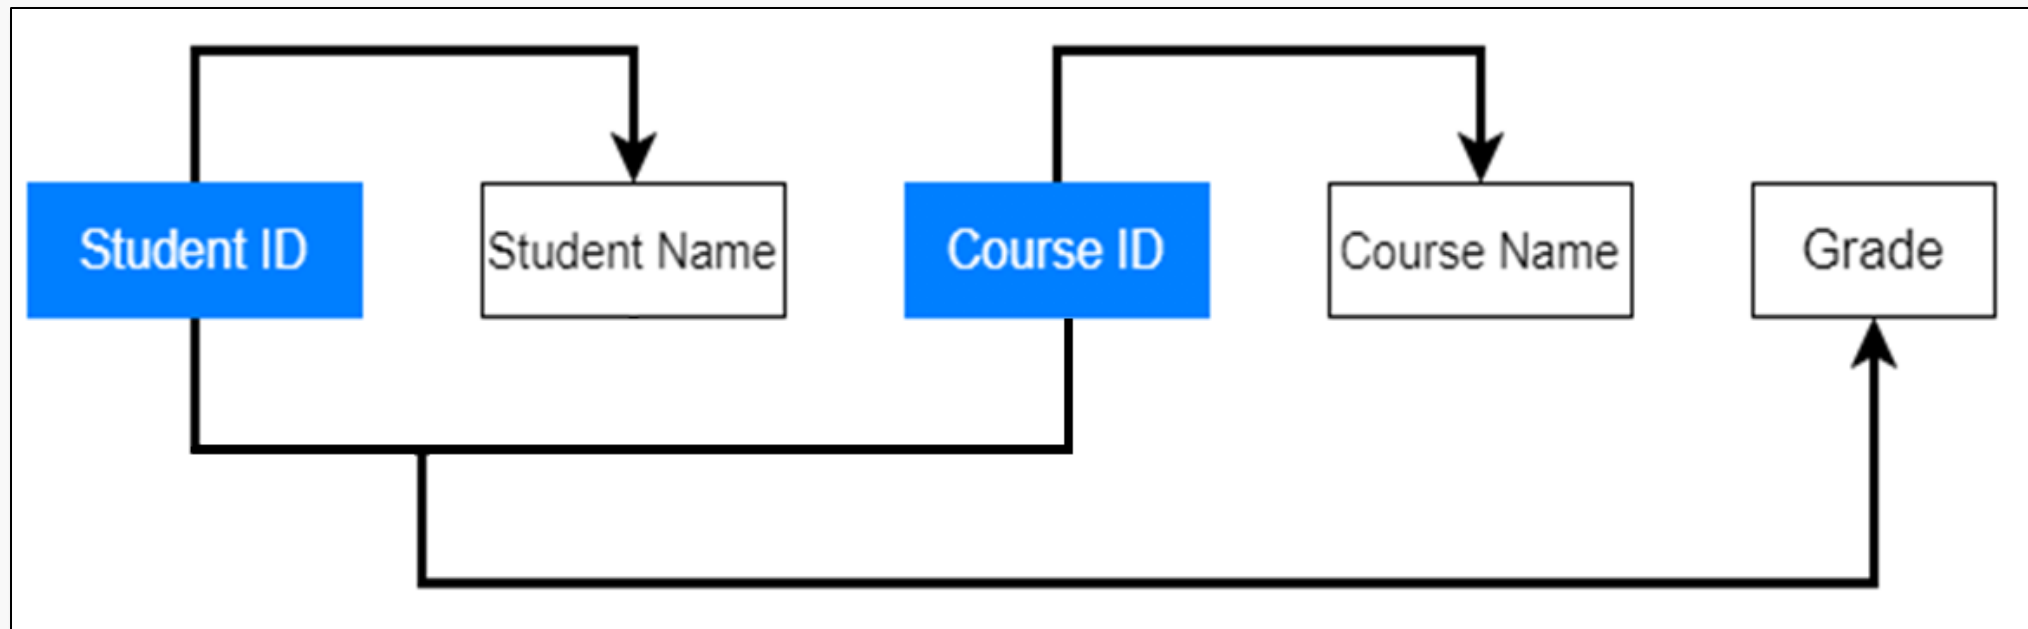 Student ID
Student Name
Course ID
Course Name
Grade